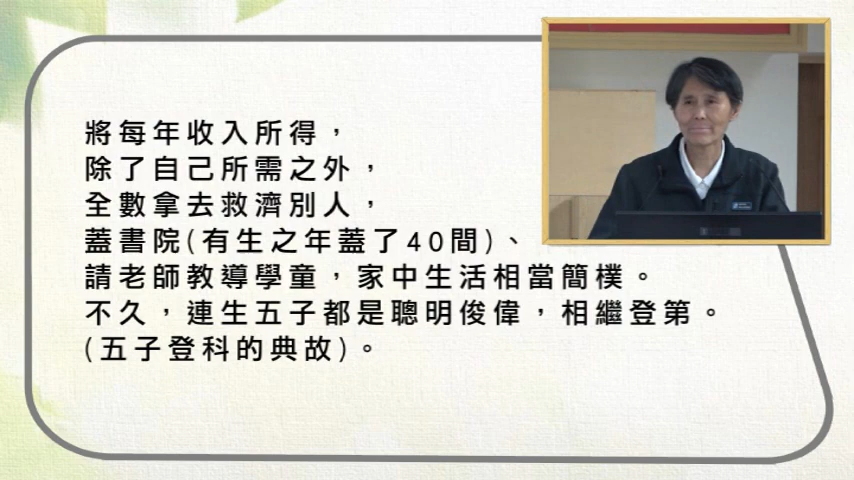 將每年收入所得，
除了自己所需之外，
全數拿去救濟別人，
蓋書院(有生之年蓋了40間)、
請老師教導學童，家中生活相當簡樸。
不久，連生五子都是聰明俊偉，相繼登第。
(五子登科的典故)。